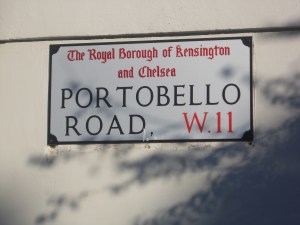 The Royal Borough of Kensington
and Chelsea
PORTOBELLO
ROAD, W.11